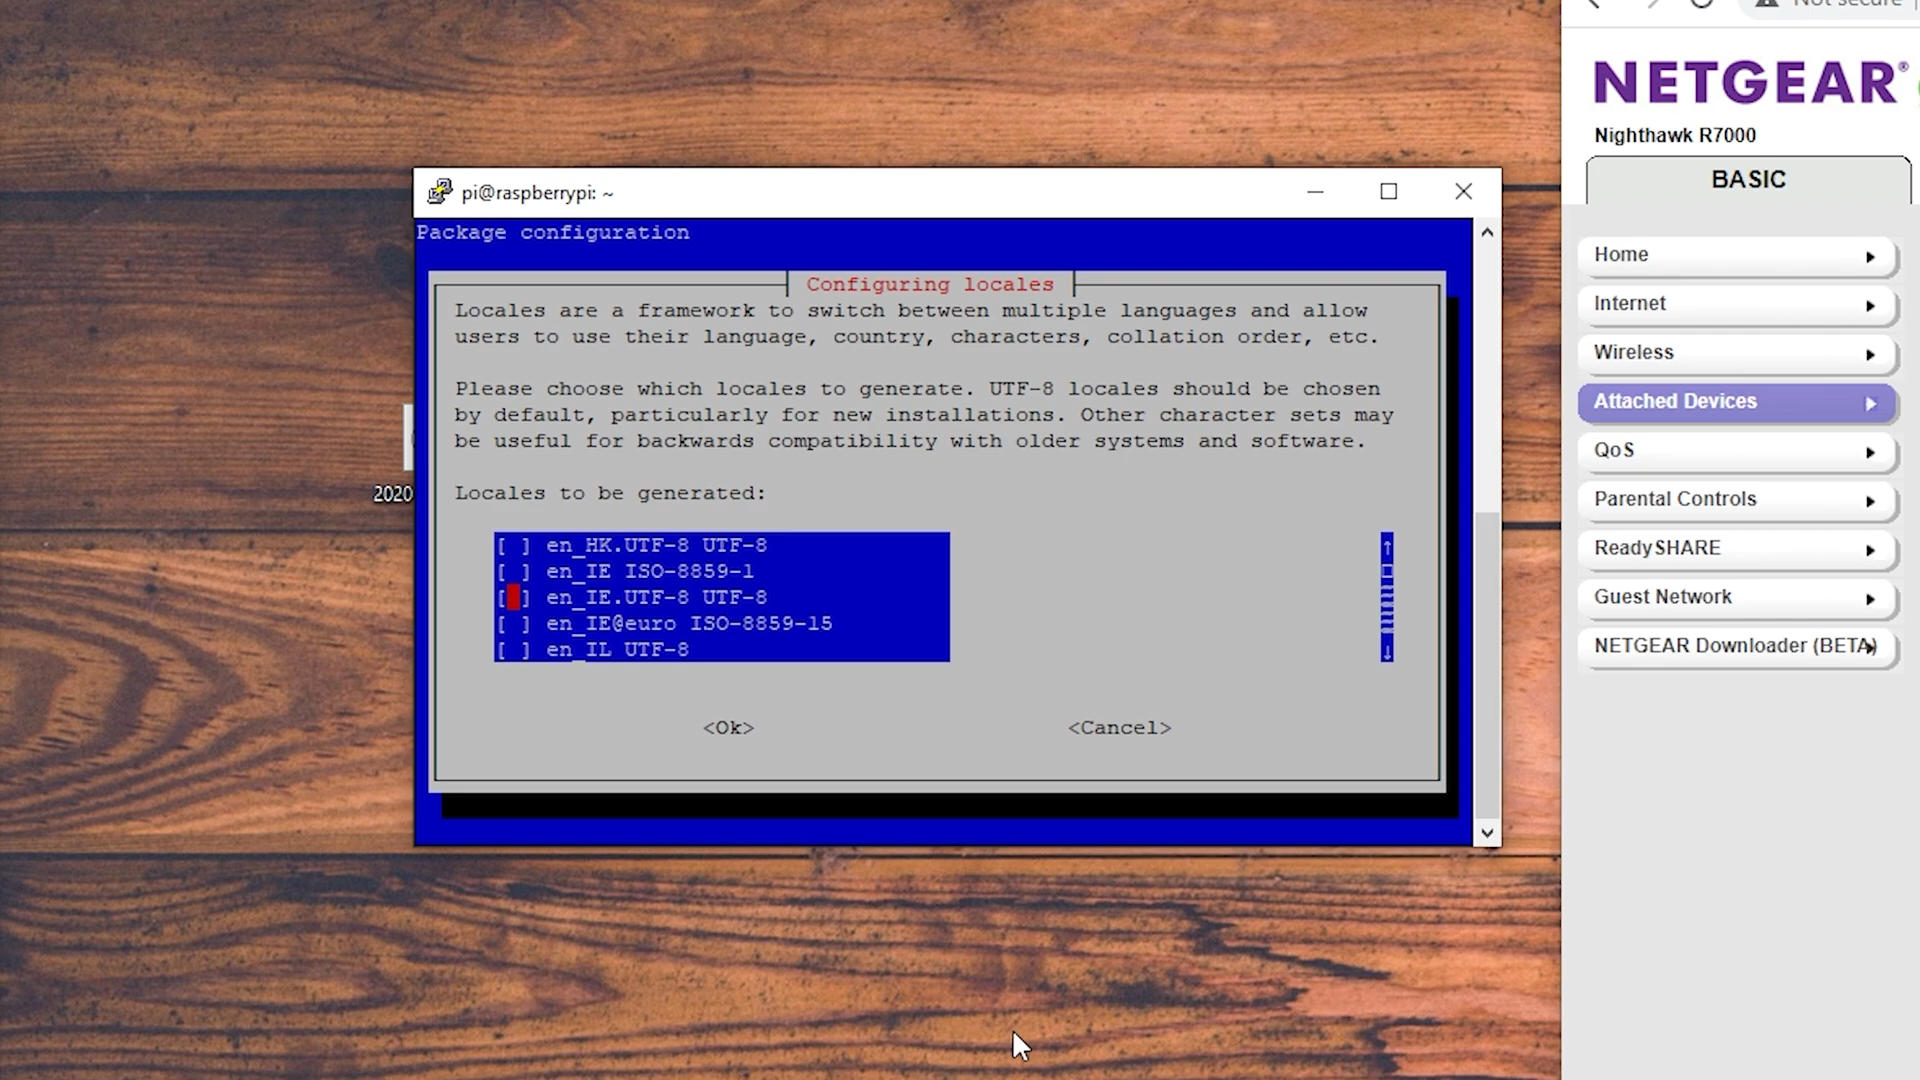 Not secure
NETGEAR®
Nighthawk R7000
BASIC
Home
Internet
Wireless
Attached Devices
QoS
Parental Controls
ReadySHARE
Guest Network
NETGEAR Downloader (BETA)
2020
pi@raspberrypi: ~
Package configuration
Configuring locales
Locales are a framework to switch between multiple languages and allow
users to use their language, country, characters, collation order, etc.
Please choose which locales to generate. UTF-8 locales should be chosen
by default, particularly for new installations. Other character sets may
be useful for backwards compatibility with older systems and software.
Locales to be generated:
[ ] en_HK.UTF-8 UTF-8
[ ] en_IE ISO-8859-1
[ ] en_IE.UTF-8 UTF-8
[ ] en_IE@euro ISO-8859-15
[ ] en_IL UTF-8
<Ok> <Cancel>